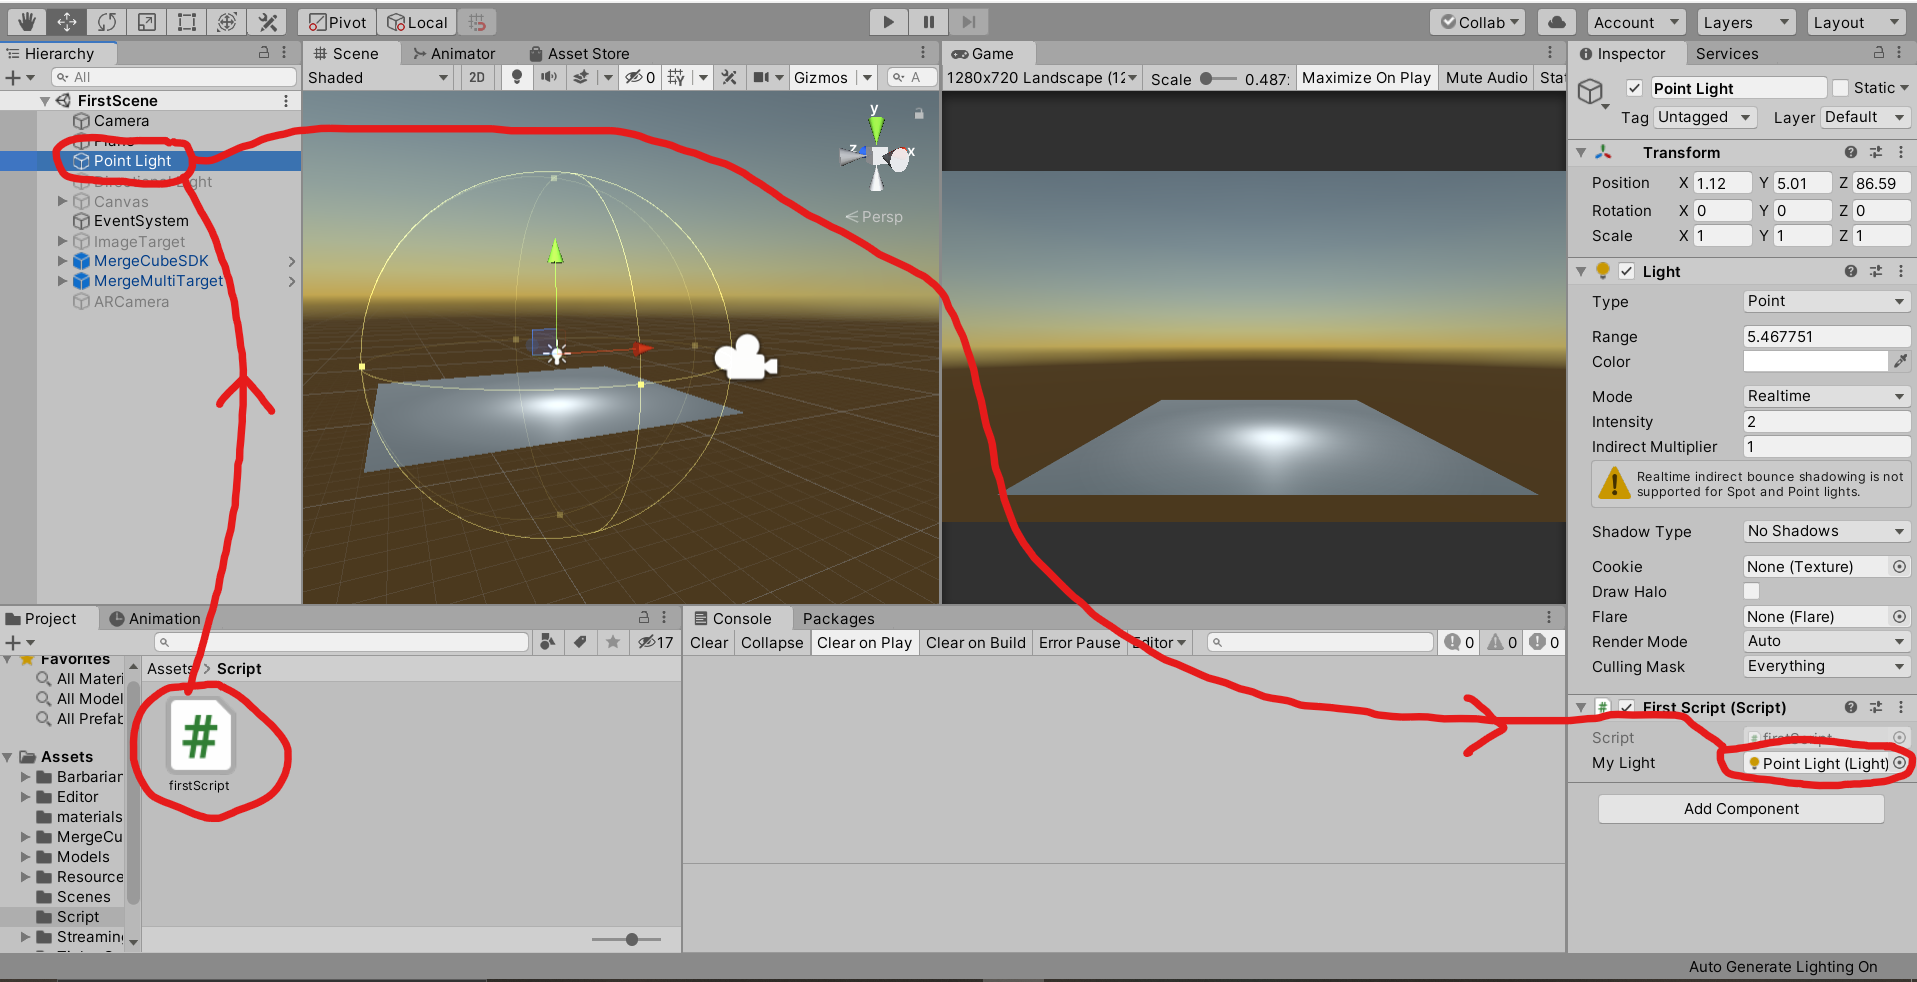 Pivot Local Collab Account Layers Layout
Hierarchy
All
FirstScene
Camera
Plane
Point Light
Directional Light
Canvas
EventSystem
ImageTarget
MergeCubeSDK
MergeMultiTarget
ARCamera
Scene Animator Asset Store
Shaded 2D 0 Gizmos A
y
z x
Persp
Game
1280x720 Landscape (12 Scale 0.487: Maximize On Play Mute Audio Stat
Inspector Services
Point Light Static
Tag Untagged Layer Default
Transform
Position X 1.12 Y 5.01 Z 86.59
Rotation X 0 Y 0 Z 0
Scale X 1 Y 1 Z 1
Light
Type Point
Range 5.467751
Color
Mode Realtime
Intensity 2
Indirect Multiplier 1
Realtime indirect bounce shadowing is not
supported for Spot and Point lights.
Shadow Type No Shadows
Cookie None (Texture)
Draw Halo
Flare None (Flare)
Render Mode Auto
Culling Mask Everything
# First Script (Script)
Script firstScript
My Light Point Light (Light)
Add Component
Project Animation
17
Favorites
All Materi
All Model
All Prefab
Assets
Barbarian
Editor
materials
MergeCu
Models
Resource
Scenes
Script
Streaming
Assets > Script
#
firstScript
Console Packages
Clear Collapse Clear on Play Clear on Build Error Pause Editor 0 0 0
Auto Generate Lighting On